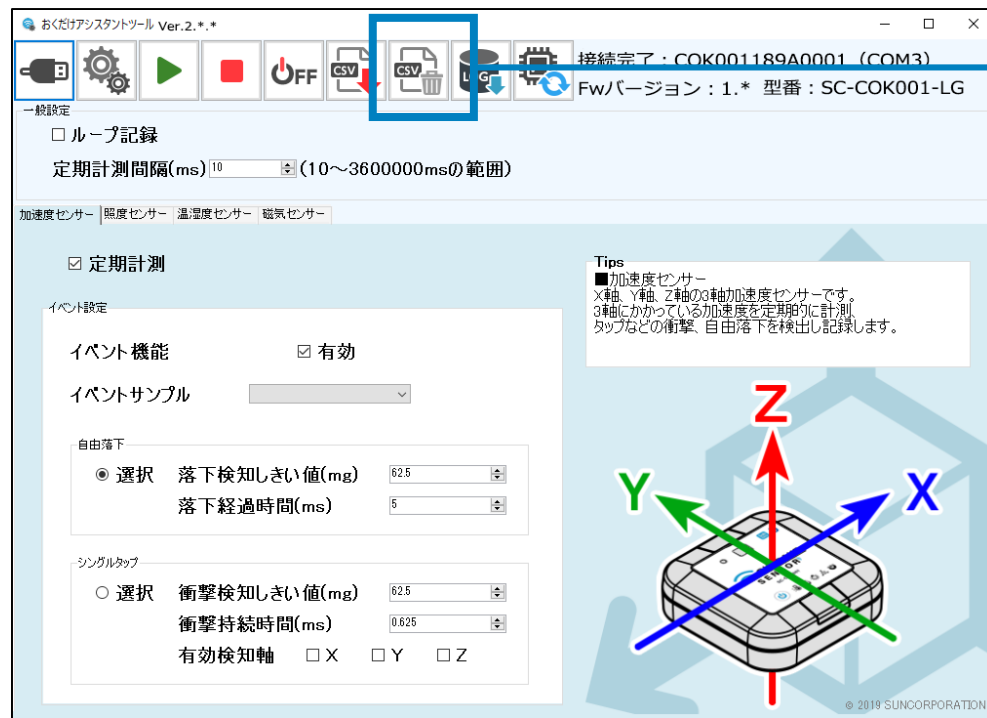 おくだけアシスタントツール Ver.2.*.*
OFF
CSV
CSV
LOG
接続完了：COK001189A0001（COM3）
Fwバージョン：1.* 型番：SC-COK001-LG
一般設定
ループ記録
定期計測間隔(ms) 10 (10～3600000msの範囲)
加速度センサー 照度センサー 温湿度センサー 磁気センサー
定期計測
イベント設定
イベント機能 有効
イベントサンプル
自由落下
選択 落下検知しきい値(mg) 62.5
落下経過時間(ms) 5
シングルタップ
選択 衝撃検知しきい値(mg) 62.5
衝撃持続時間(ms) 0.625
有効検知軸 X Y Z
Tips
■加速度センサー
X軸、Y軸、Z軸の3軸加速度センサーです。
3軸にかかっている加速度を定期的に計測、
タップなどの衝撃、自由落下を検出し記録します。
Z
Y
X
SENSOR
© 2019 SUNCORPORATION